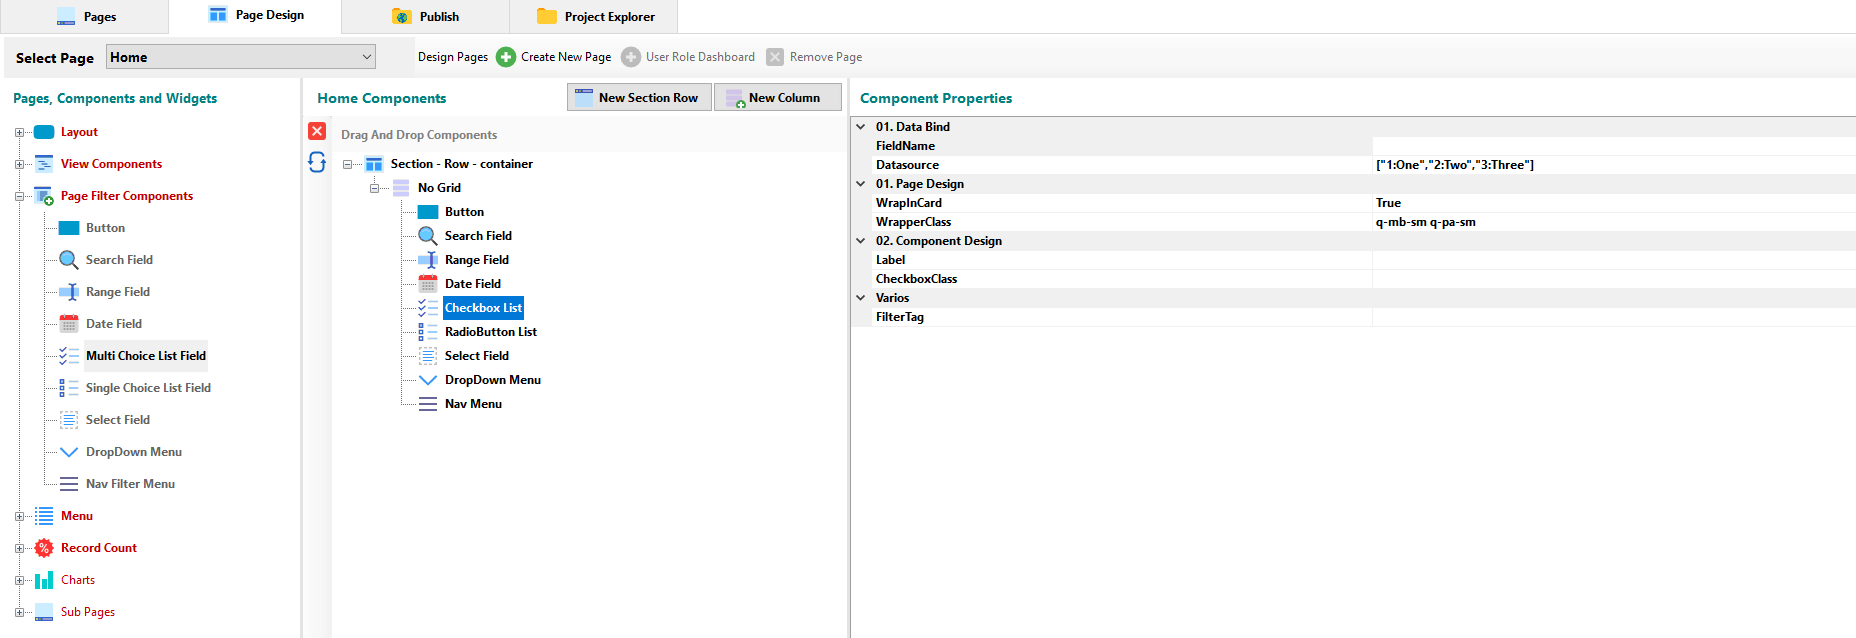 Pages
Page Design
Publish
Project Explorer
Select Page
Home
Design Pages
Create New Page
User Role Dashboard
Remove Page
Pages, Components and Widgets
Layout
View Components
Page Filter Components
Button
Search Field
Range Field
Date Field
Multi Choice List Field
Single Choice List Field
Select Field
DropDown Menu
Nav Filter Menu
Menu
Record Count
Charts
Sub Pages
Home Components
New Section Row
New Column
Drag And Drop Components
Section - Row - container
No Grid
Button
Search Field
Range Field
Date Field
Checkbox List
RadioButton List
Select Field
DropDown Menu
Nav Menu
Component Properties
01. Data Bind
FieldName
Datasource ["1:One","2:Two","3:Three"]
01. Page Design
WrapInCard True
WrapperClass q-mb-sm q-pa-sm
02. Component Design
Label
CheckboxClass
Varios
FilterTag